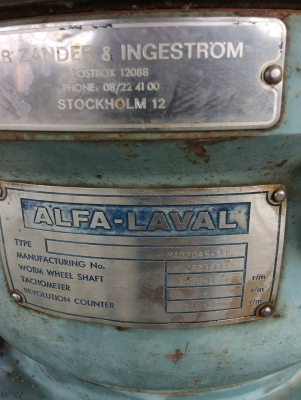 ZANDER & INGESTRÖM
POSTBOX 12088
PHONE: 08/22 41 00
STOCKHOLM 12
ALFA-LAVAL
TYPE
MANUFACTURING No.
WORM WHEEL SHAFT r/m
TACHOMETER r/m
REVOLUTION COUNTER r/m